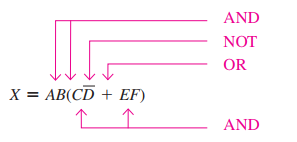 AND
NOT
OR
X = AB(CD̅ + EF)
AND